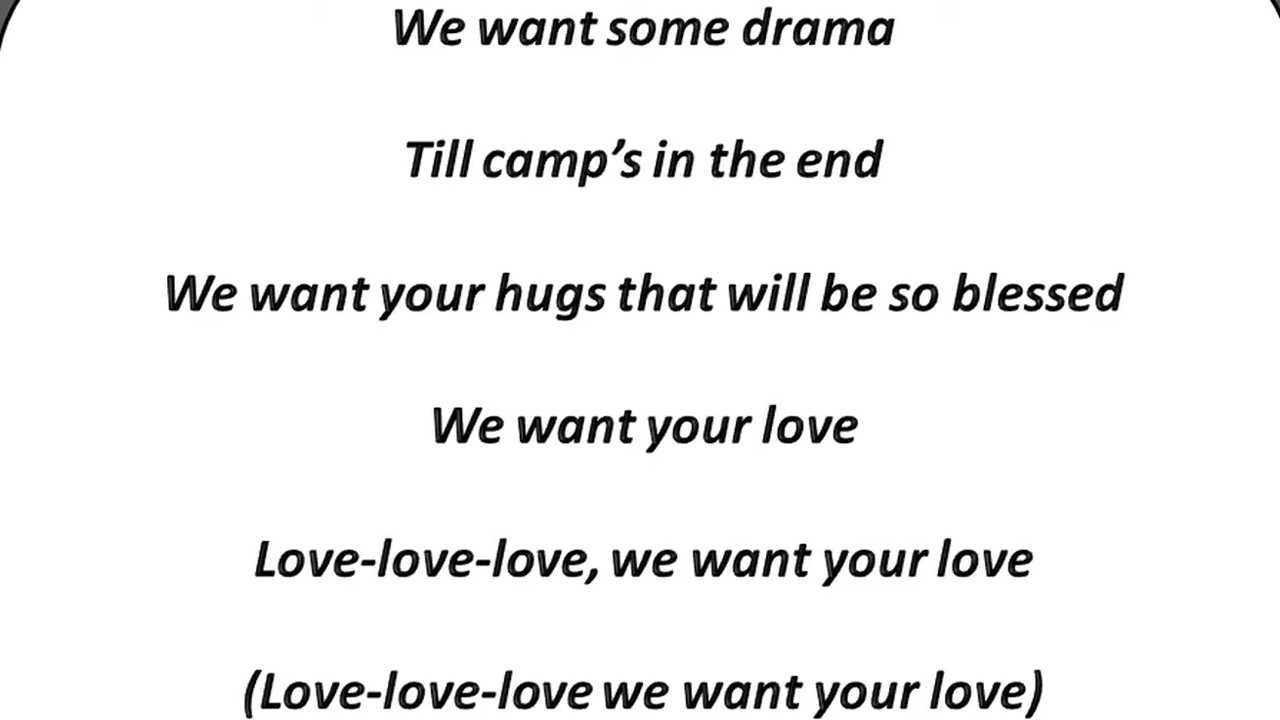 We want some drama
Till camp’s in the end
We want your hugs that will be so blessed
We want your love
Love-love-love, we want your love
(Love-love-love we want your love)